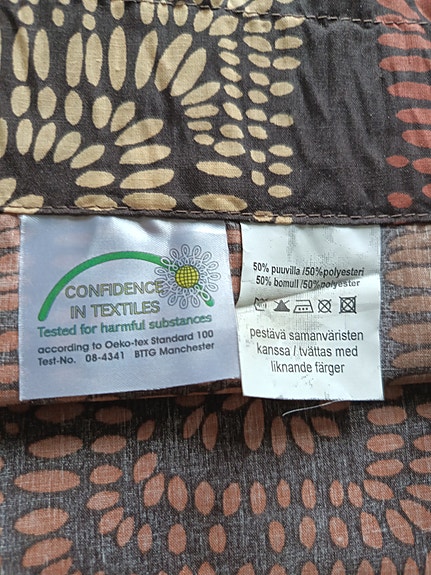 CONFIDENCE
IN TEXTILES
Tested for harmful substances
according to Oeko-tex Standard 100
Test-No. 08-4341 BTTG Manchester
50% puuvilla /50%polyesteri
50% bomull /50%polyester
pestävä samanväristen
kanssa / tvättas med
liknande färger